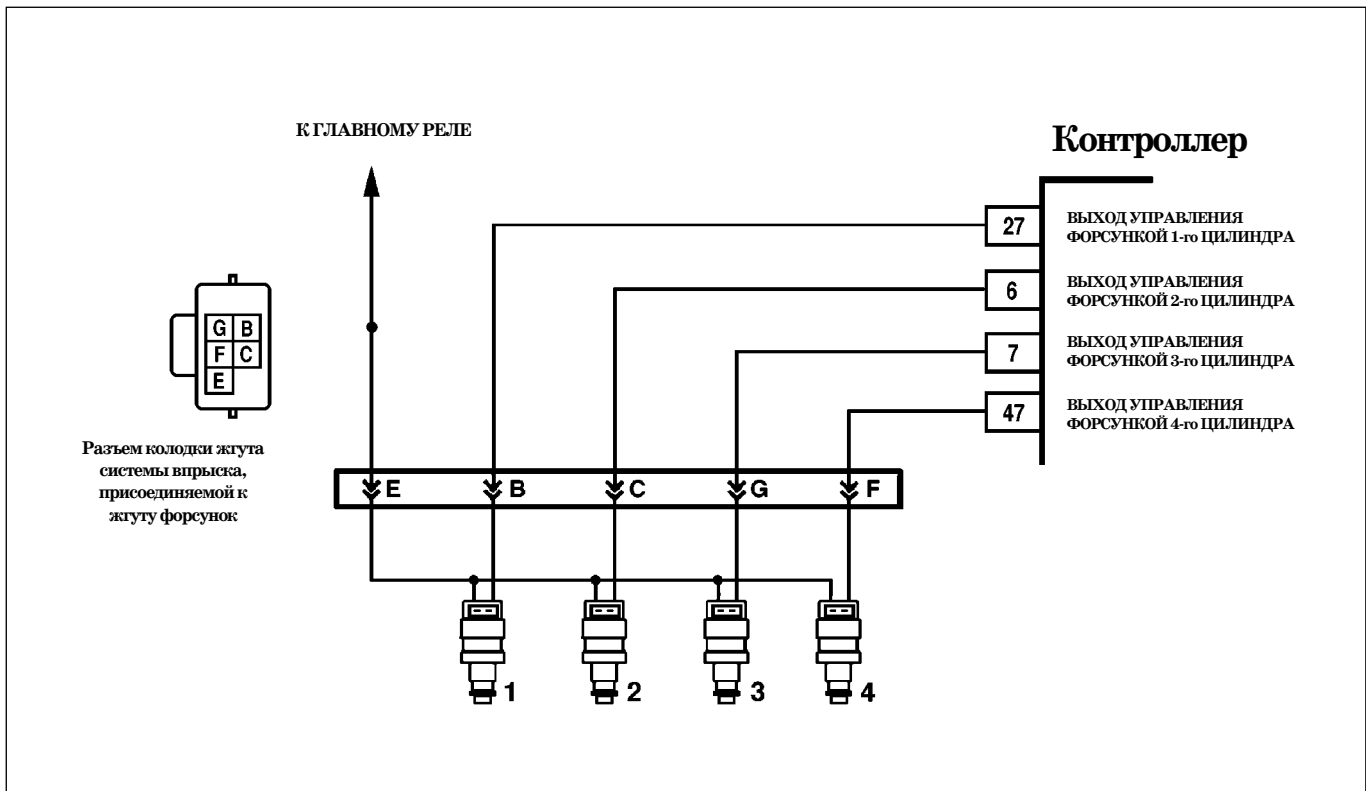 К ГЛАВНОМУ РЕЛЕ
Контроллер
27
ВЫХОД УПРАВЛЕНИЯ
ФОРСУНКОЙ 1-го ЦИЛИНДРА
6
ВЫХОД УПРАВЛЕНИЯ
ФОРСУНКОЙ 2-го ЦИЛИНДРА
7
ВЫХОД УПРАВЛЕНИЯ
ФОРСУНКОЙ 3-го ЦИЛИНДРА
47
ВЫХОД УПРАВЛЕНИЯ
ФОРСУНКОЙ 4-го ЦИЛИНДРА
G B
F C
E
Разъем колодки жгута
системы впрыска,
присоединяемой к
жгуту форсунок
E B C G F
1 2 3 4